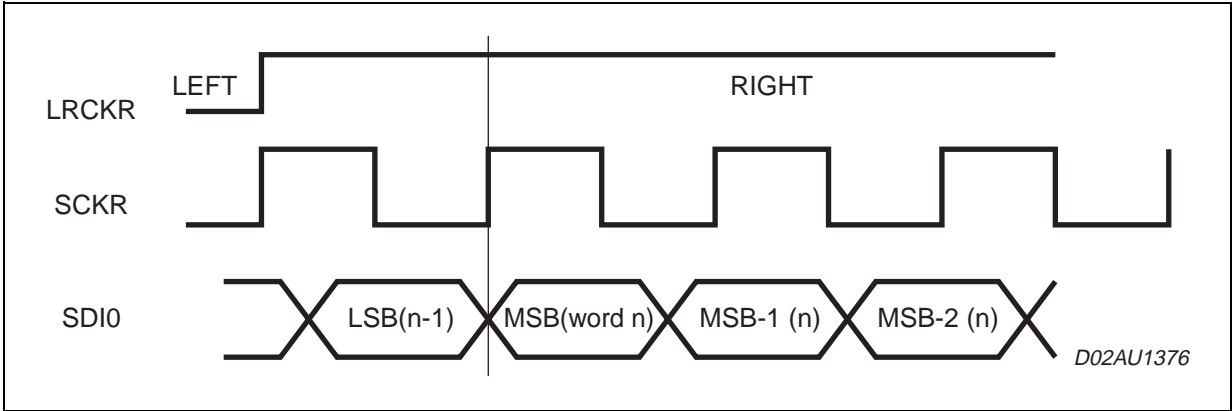 LEFT
RIGHT
LRCKR
SCKR
SDI0
LSB(n-1)
MSB(word n)
MSB-1 (n)
MSB-2 (n)
D02AU1376